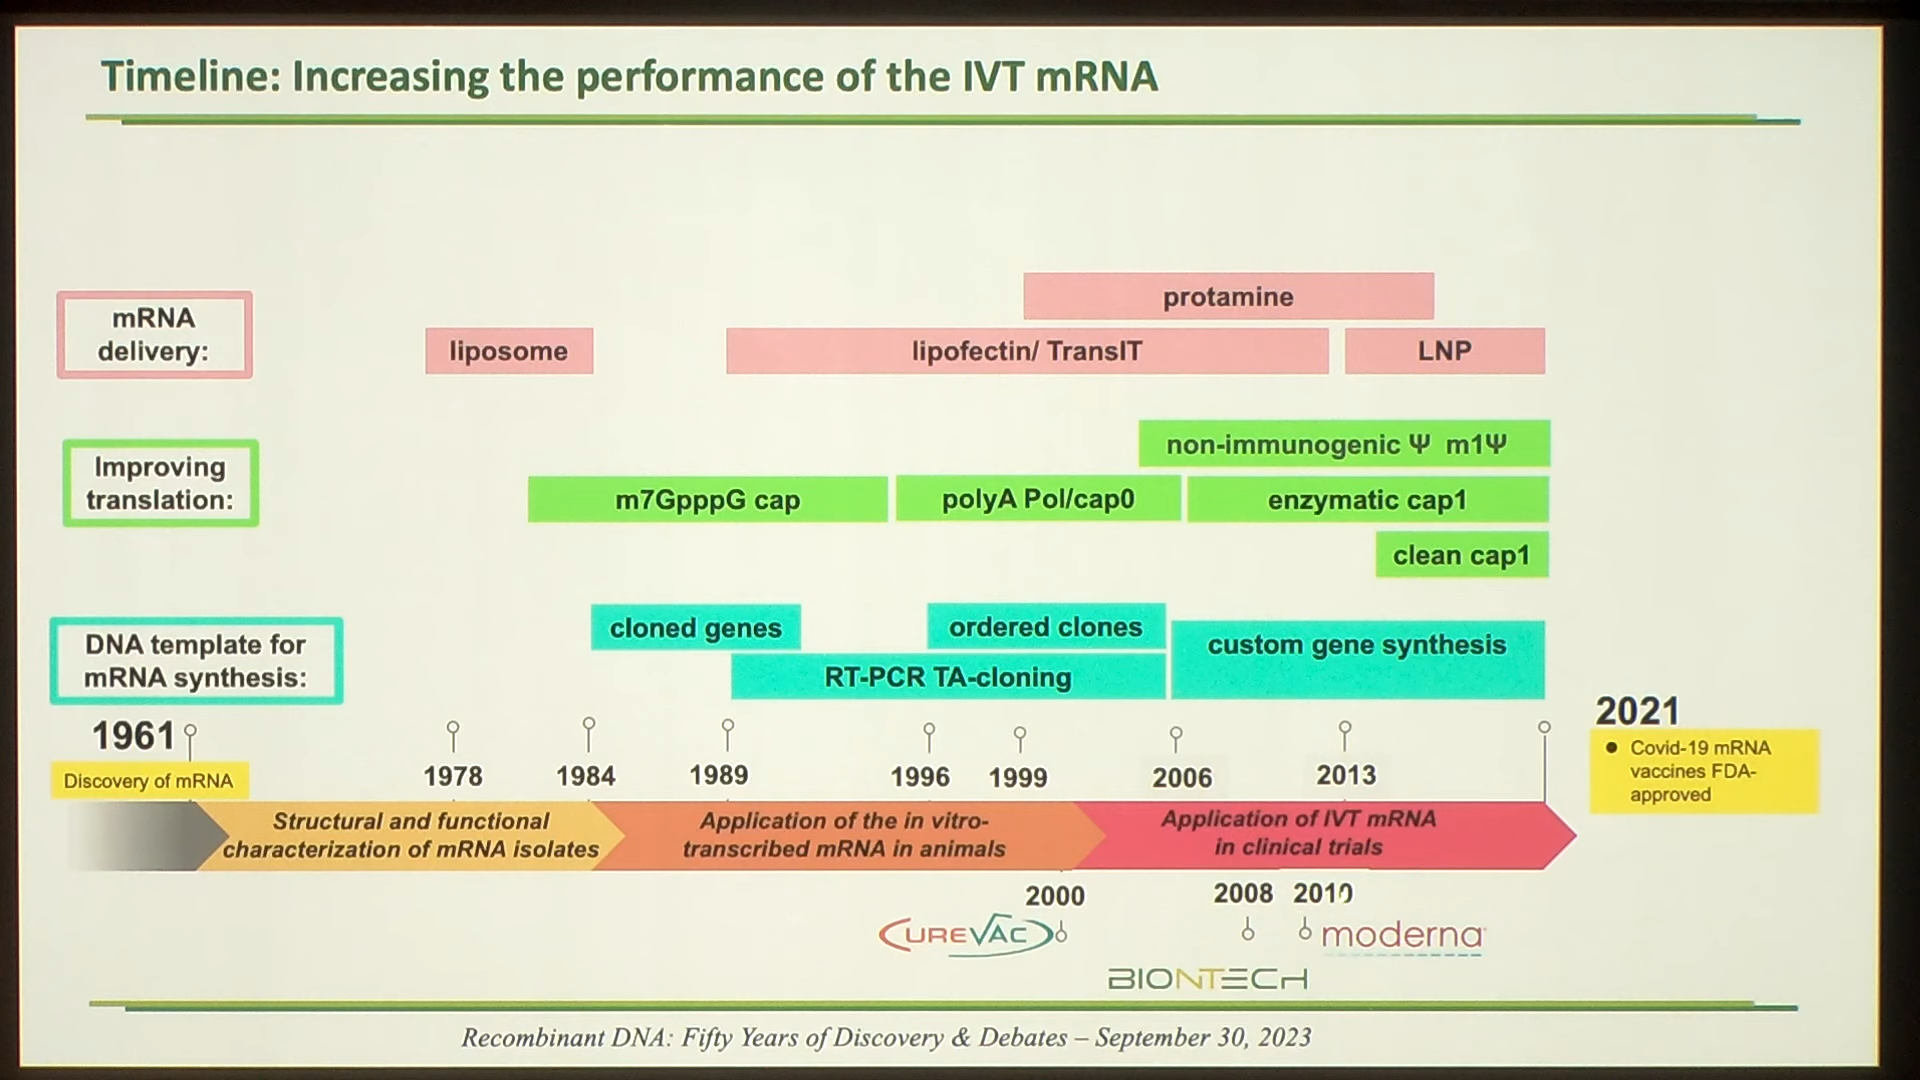 Timeline: Increasing the performance of the IVT mRNA
protamine
mRNA
delivery:
liposome
lipofectin/ TransIT
LNP
non-immunogenic Ψ m1Ψ
Improving
translation:
m7GpppG cap
polyA Pol/cap0
enzymatic cap1
clean cap1
cloned genes
ordered clones
custom gene synthesis
DNA template for
mRNA synthesis:
RT-PCR TA-cloning
1961
Discovery of mRNA
1978
1984
1989
1996
1999
2006
2013
2021
● Covid-19 mRNA
vaccines FDA-
approved
Structural and functional
characterization of mRNA isolates
Application of the in vitro-
transcribed mRNA in animals
Application of IVT mRNA
in clinical trials
2000
2008
2010
CUREVAC
moderna
BIONTECH
Recombinant DNA: Fifty Years of Discovery & Debates – September 30, 2023